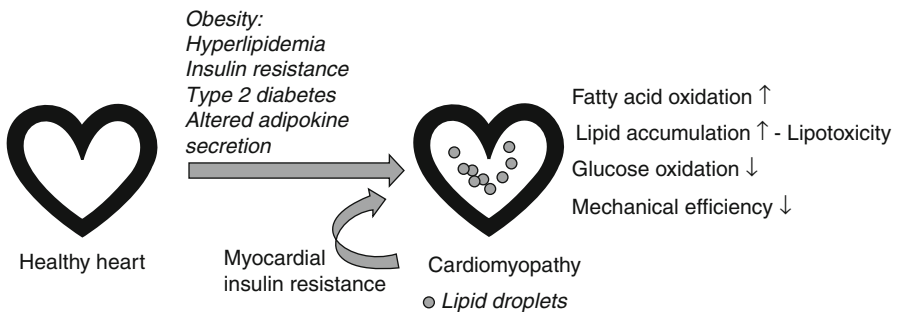 Obesity:
Hyperlipidemia
Insulin resistance
Type 2 diabetes
Altered adipokine
secretion
Healthy heart
Myocardial
insulin resistance
Cardiomyopathy
Lipid droplets
Fatty acid oxidation ↑
Lipid accumulation ↑ - Lipotoxicity
Glucose oxidation ↓
Mechanical efficiency ↓